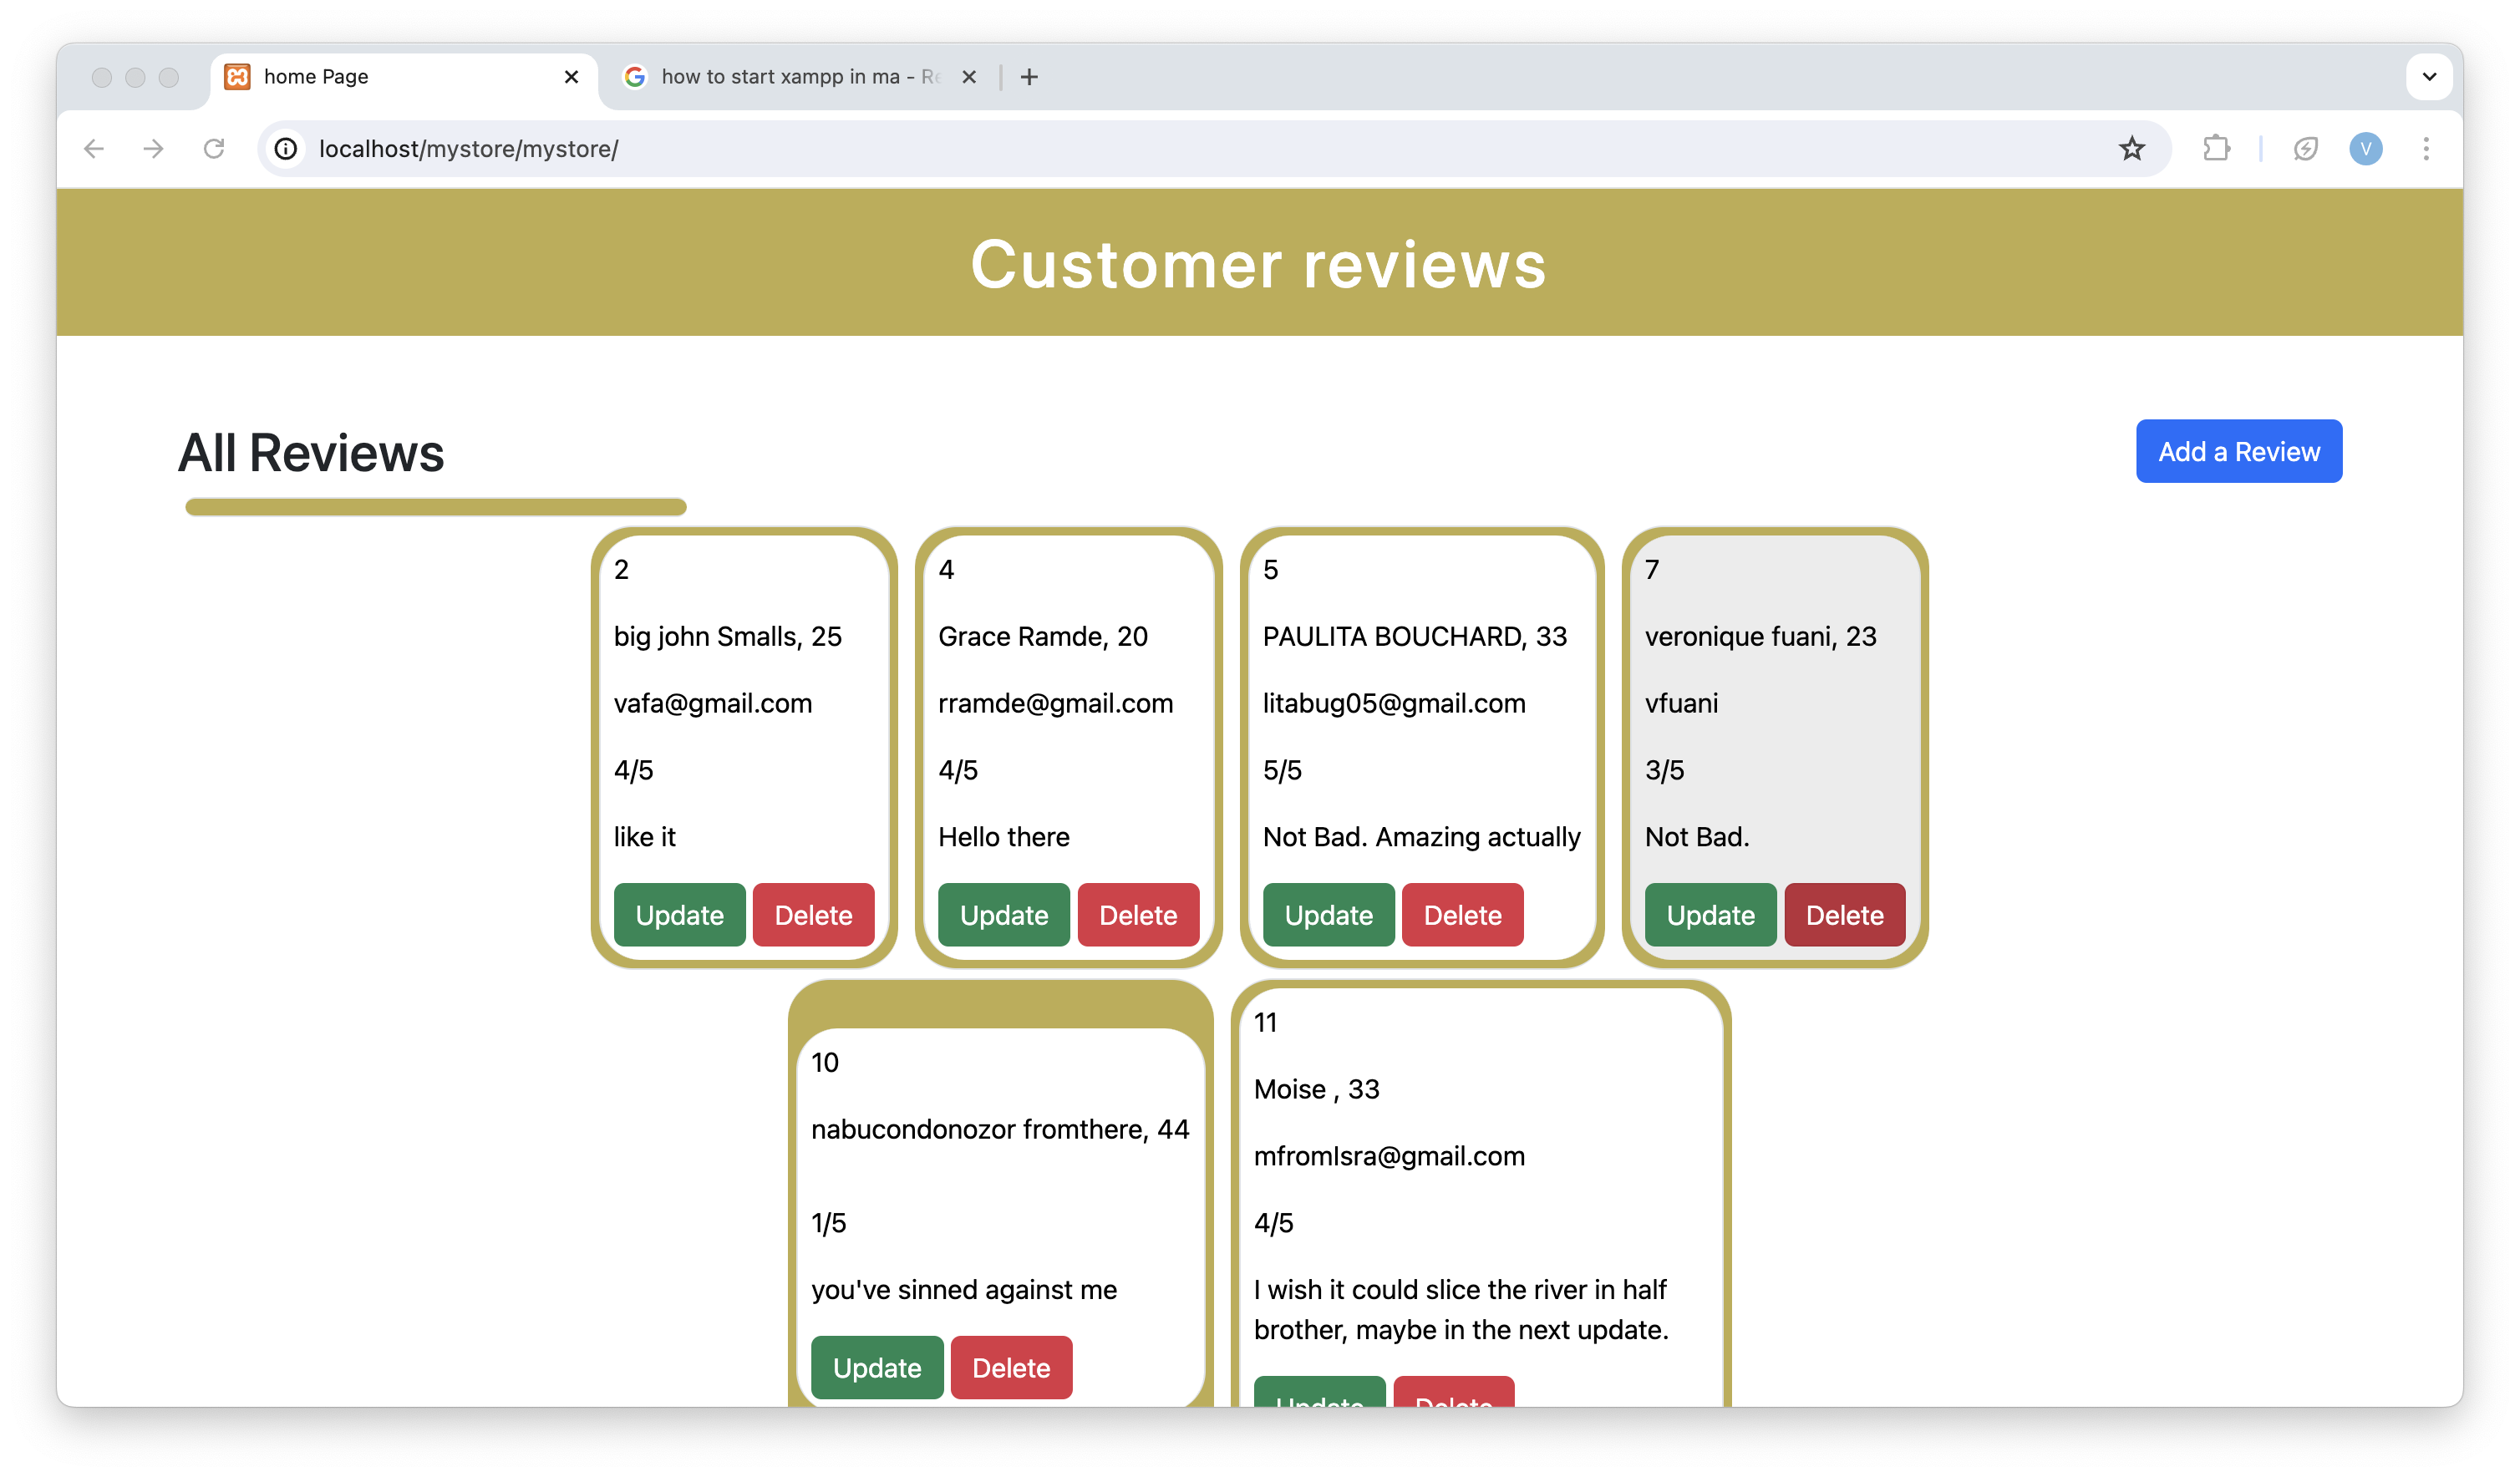 home Page
how to start xampp in ma - Re
localhost/mystore/mystore/
V
Customer reviews
All Reviews
Add a Review
2
big john Smalls, 25
vafa@gmail.com
4/5
like it
Update Delete
4
Grace Ramde, 20
rramde@gmail.com
4/5
Hello there
Update Delete
5
PAULITA BOUCHARD, 33
litabug05@gmail.com
5/5
Not Bad. Amazing actually
Update Delete
7
veronique fuani, 23
vfuani
3/5
Not Bad.
Update Delete
10
nabucondonozor fromthere, 44
1/5
you've sinned against me
Update Delete
11
Moise , 33
mfromIsra@gmail.com
4/5
I wish it could slice the river in half
brother, maybe in the next update.
Update Delete